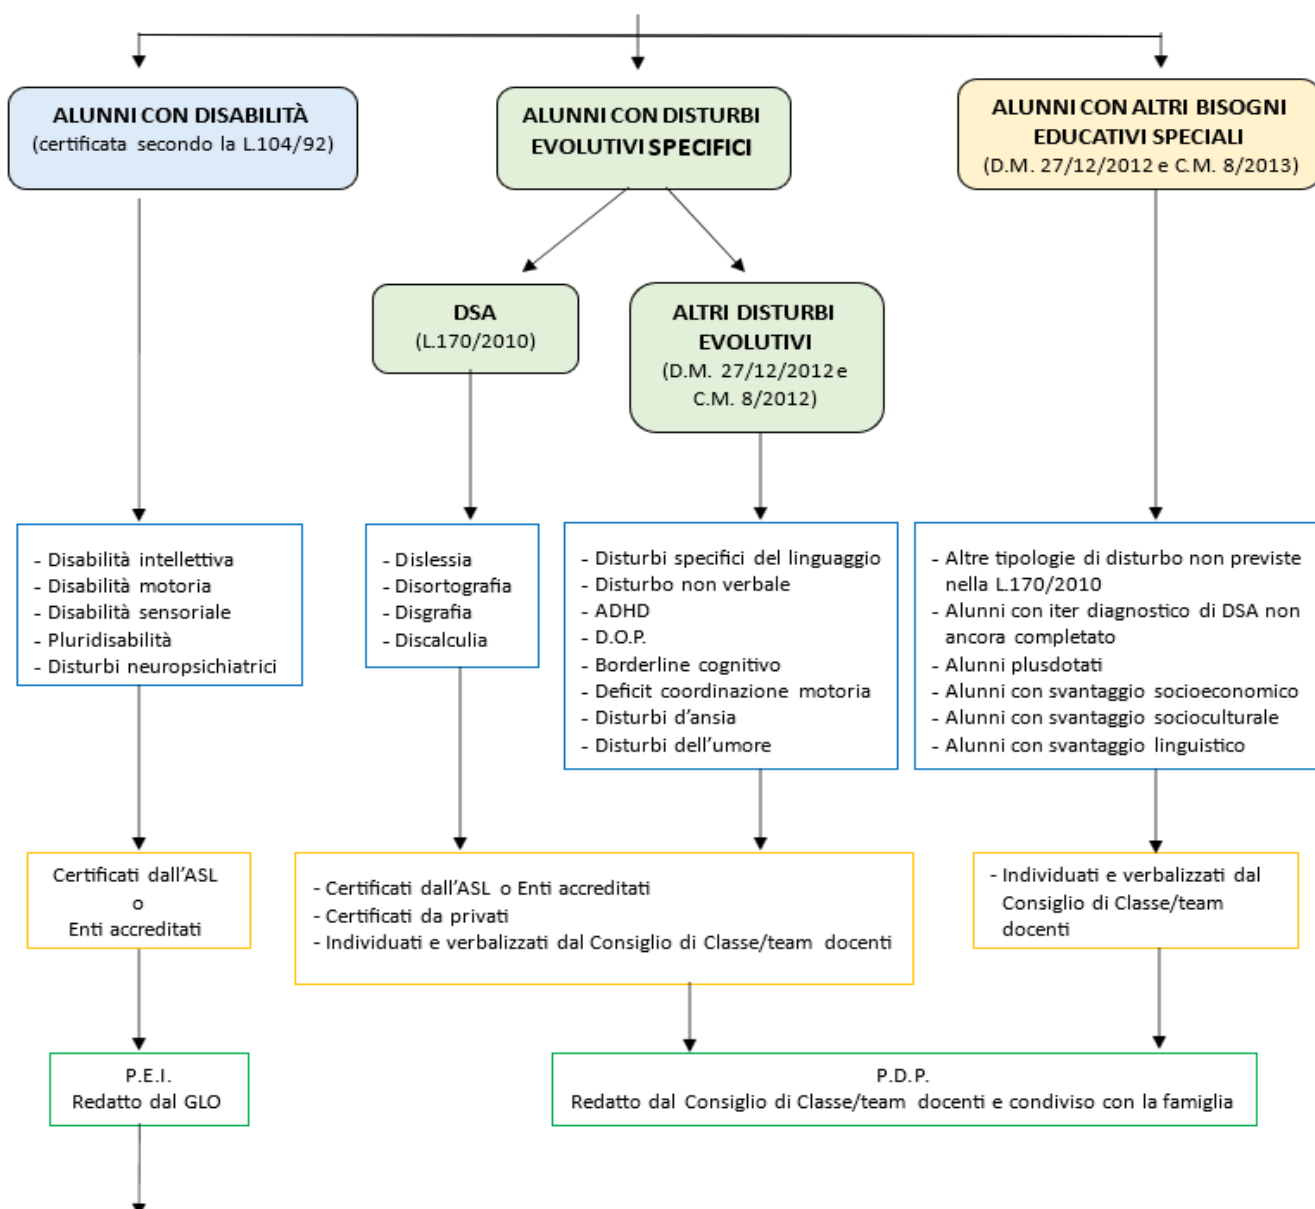 ALUNNI CON DISABILITÀ
(certificata secondo la L.104/92)
ALUNNI CON DISTURBI
EVOLUTIVI SPECIFICI
ALUNNI CON ALTRI BISOGNI
EDUCATIVI SPECIALI
(D.M. 27/12/2012 e C.M. 8/2013)
DSA
(L.170/2010)
ALTRI DISTURBI
EVOLUTIVI
(D.M. 27/12/2012 e
C.M. 8/2012)
- Disabilità intellettiva
- Disabilità motoria
- Disabilità sensoriale
- Pluridisabilità
- Disturbi neuropsichiatrici
- Dislessia
- Disortografia
- Disgrafia
- Discalculia
- Disturbi specifici del linguaggio
- Disturbo non verbale
- ADHD
- D.O.P.
- Borderline cognitivo
- Deficit coordinazione motoria
- Disturbi d'ansia
- Disturbi dell'umore
- Altre tipologie di disturbo non previste
nella L.170/2010
- Alunni con iter diagnostico di DSA non
ancora completato
- Alunni plusdotati
- Alunni con svantaggio socioeconomico
- Alunni con svantaggio socioculturale
- Alunni con svantaggio linguistico
Certificati dall'ASL
o
Enti accreditati
- Certificati dall'ASL o Enti accreditati
- Certificati da privati
- Individuati e verbalizzati dal Consiglio di Classe/team docenti
- Individuati e verbalizzati dal
Consiglio di Classe/team
docenti
P.E.I.
Redatto dal GLO
P.D.P.
Redatto dal Consiglio di Classe/team docenti e condiviso con la famiglia